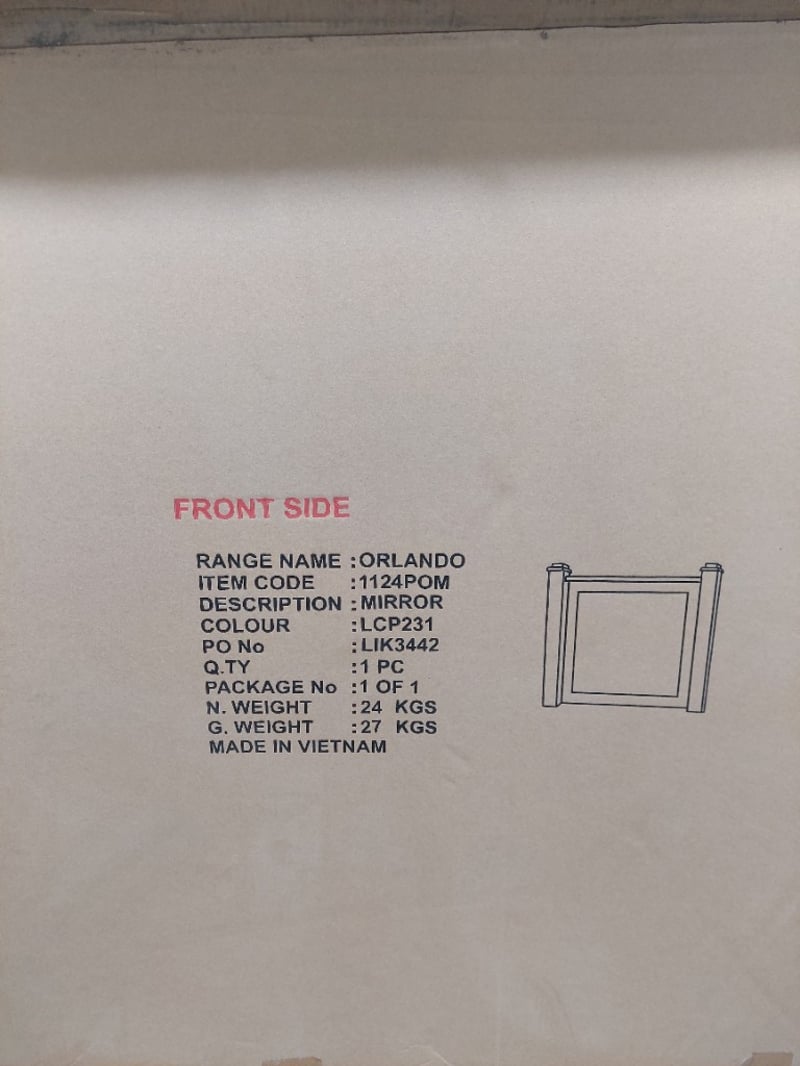 FRONT SIDE
RANGE NAME :ORLANDO
ITEM CODE :1124POM
DESCRIPTION :MIRROR
COLOUR :LCP231
PO No :LIK3442
Q.TY :1 PC
PACKAGE No :1 OF 1
N. WEIGHT :24 KGS
G. WEIGHT :27 KGS
MADE IN VIETNAM